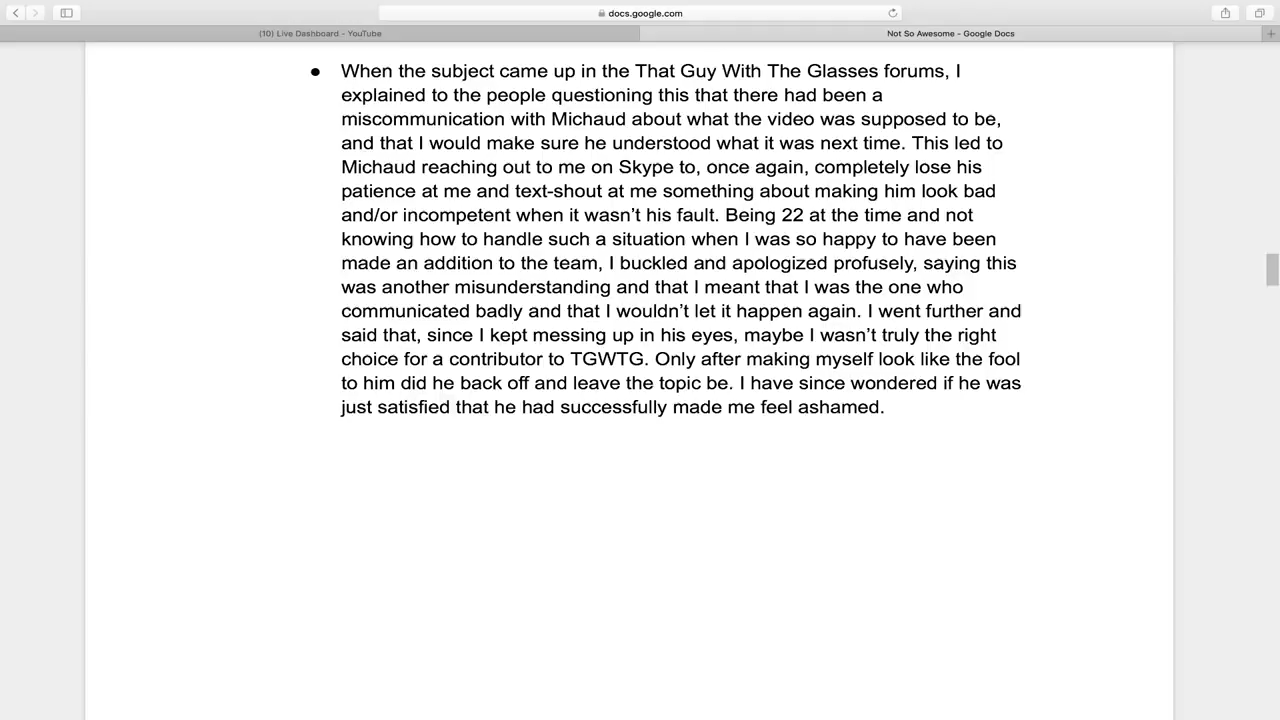 docs.google.com
(10) Live Dashboard - YouTube
Not So Awesome - Google Docs
● When the subject came up in the That Guy With The Glasses forums, I
explained to the people questioning this that there had been a
miscommunication with Michaud about what the video was supposed to be,
and that I would make sure he understood what it was next time. This led to
Michaud reaching out to me on Skype to, once again, completely lose his
patience at me and text-shout at me something about making him look bad
and/or incompetent when it wasn't his fault. Being 22 at the time and not
knowing how to handle such a situation when I was so happy to have been
made an addition to the team, I buckled and apologized profusely, saying this
was another misunderstanding and that I meant that I was the one who
communicated badly and that I wouldn't let it happen again. I went further and
said that, since I kept messing up in his eyes, maybe I wasn't truly the right
choice for a contributor to TGWTG. Only after making myself look like the fool
to him did he back off and leave the topic be. I have since wondered if he was
just satisfied that he had successfully made me feel ashamed.